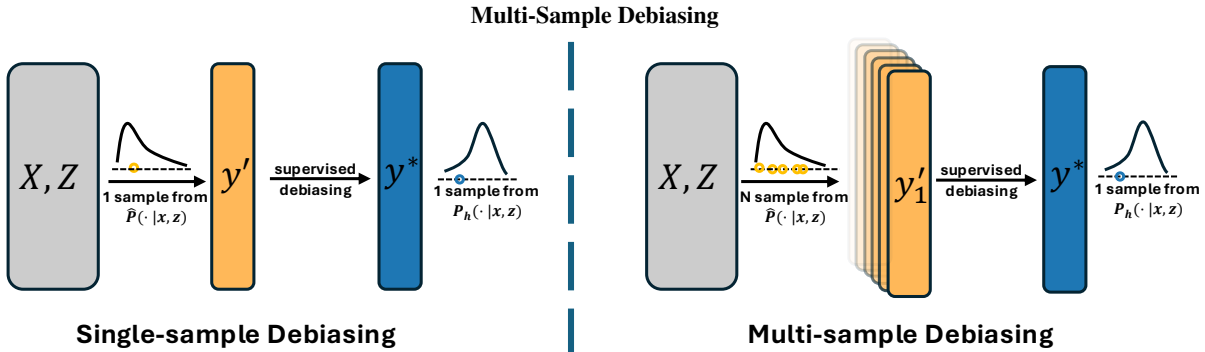 Multi-Sample Debiasing
X, Z
1 sample from
P̂(· |x, z)
y′
supervised
debiasing
y*
1 sample from
Pₕ(· |x, z)
Single-sample Debiasing
X, Z
N sample from
P̂(· |x, z)
y′₁
supervised
debiasing
y*
1 sample from
Pₕ(· |x, z)
Multi-sample Debiasing